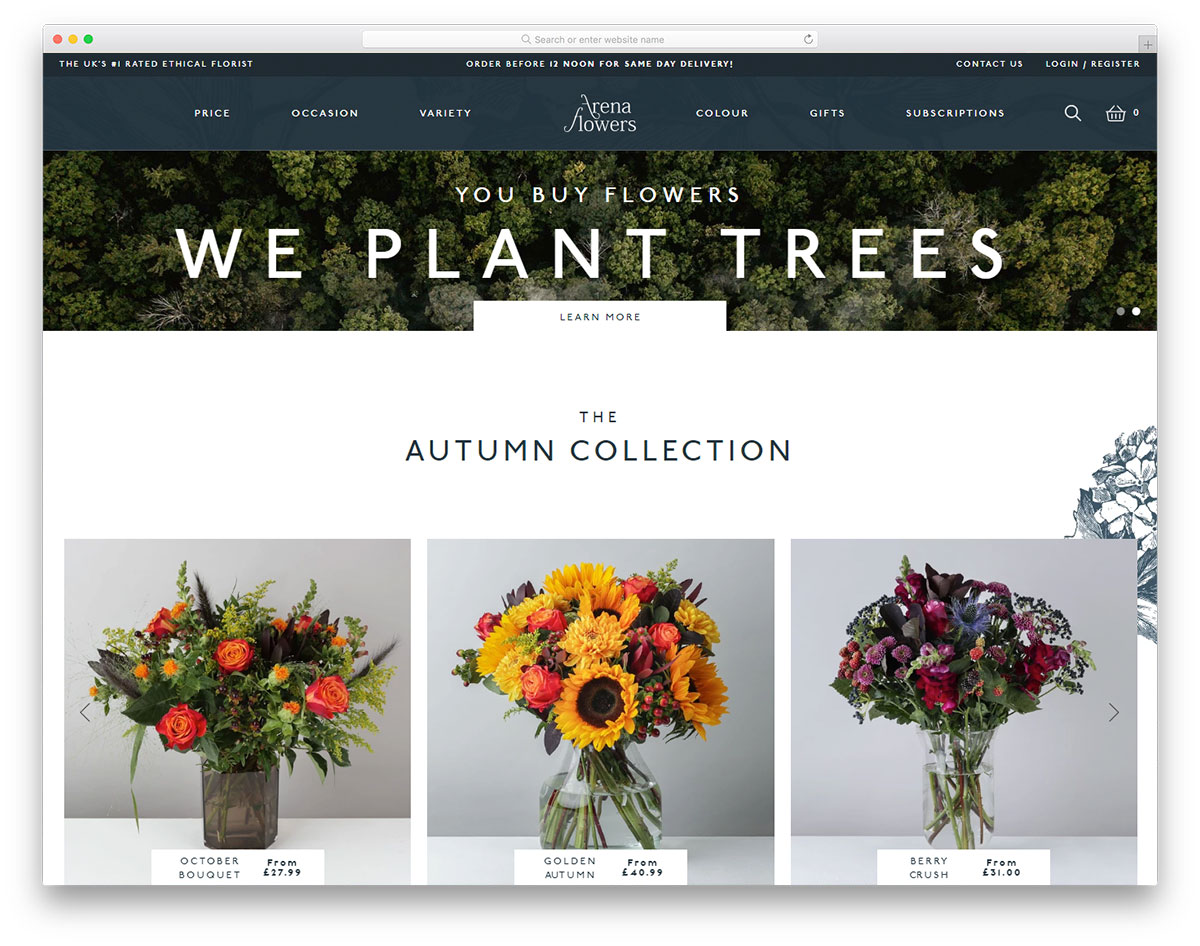 Search or enter website name
THE UK'S #1 RATED ETHICAL FLORIST
ORDER BEFORE 12 NOON FOR SAME DAY DELIVERY!
CONTACT US
LOGIN / REGISTER
PRICE
OCCASION
VARIETY
Arena
flowers
COLOUR
GIFTS
SUBSCRIPTIONS
0
YOU BUY FLOWERS
WE PLANT TREES
LEARN MORE
THE
AUTUMN COLLECTION
OCTOBER
BOUQUET
From
£27.99
GOLDEN
AUTUMN
From
£40.99
BERRY
CRUSH
From
£31.00